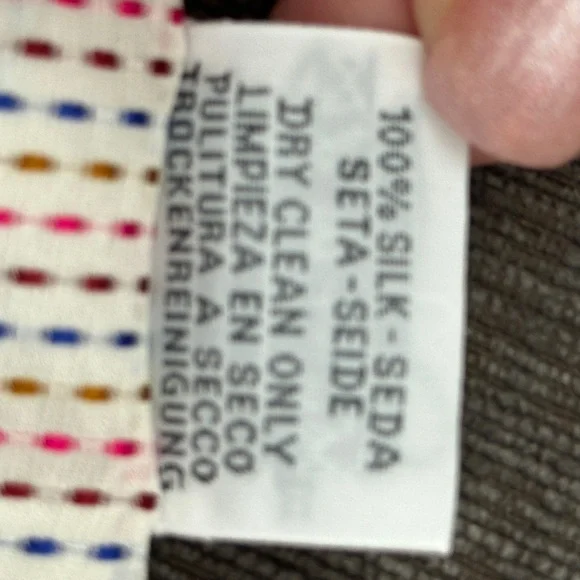 100% SILK - SEDA
SETA - SEIDE
DRY CLEAN ONLY
LIMPIEZA EN SECO
PULITURA A SECCO
TROCKENREINIGUNG